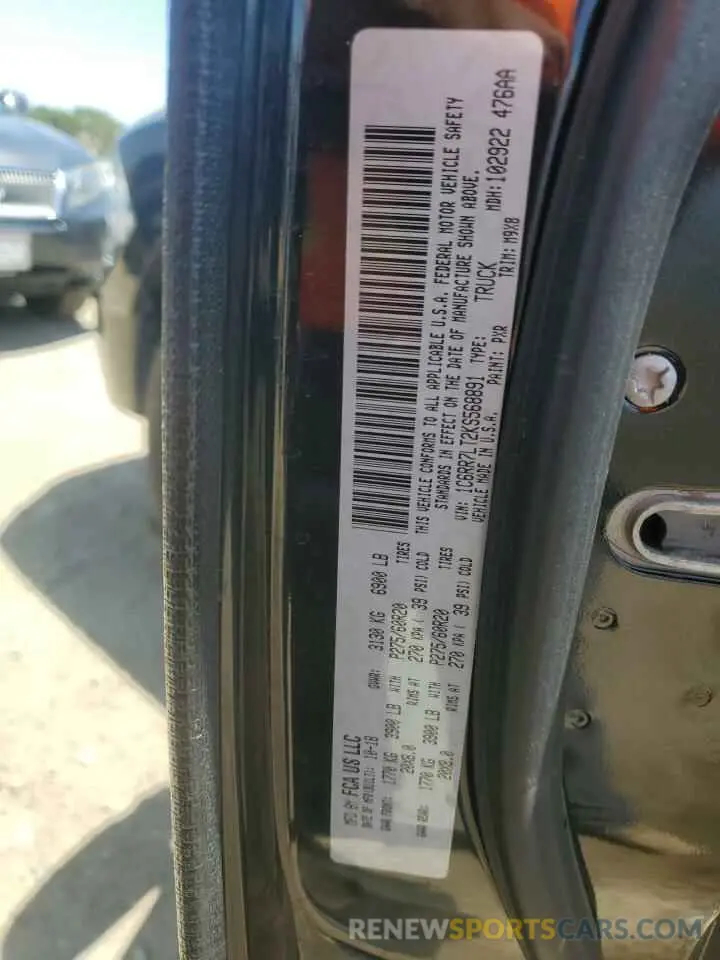 MFD BY FCA US LLC
DATE OF MFR(BUILT): 10-18 GVWR: 3130 KG 6900 LB
GAWR FRONT: 1770 KG 3900 LB WITH P275/60R20 TIRES
20X8.0 RIMS AT 270 KPA ( 39 PSI) COLD
GAWR REAR: 1770 KG 3900 LB WITH P275/60R20 TIRES
20X8.0 RIMS AT 270 KPA ( 39 PSI) COLD
THIS VEHICLE CONFORMS TO ALL APPLICABLE U.S.A. FEDERAL MOTOR VEHICLE SAFETY
STANDARDS IN EFFECT ON THE DATE OF MANUFACTURE SHOWN ABOVE.
VIN: 1C6RR7LT2KS568891 TYPE: TRUCK MDH: 102922 476AA
VEHICLE MADE IN U.S.A. PAINT: PXR TRIM: M9X8
RENEWSPORTSCARS.COM